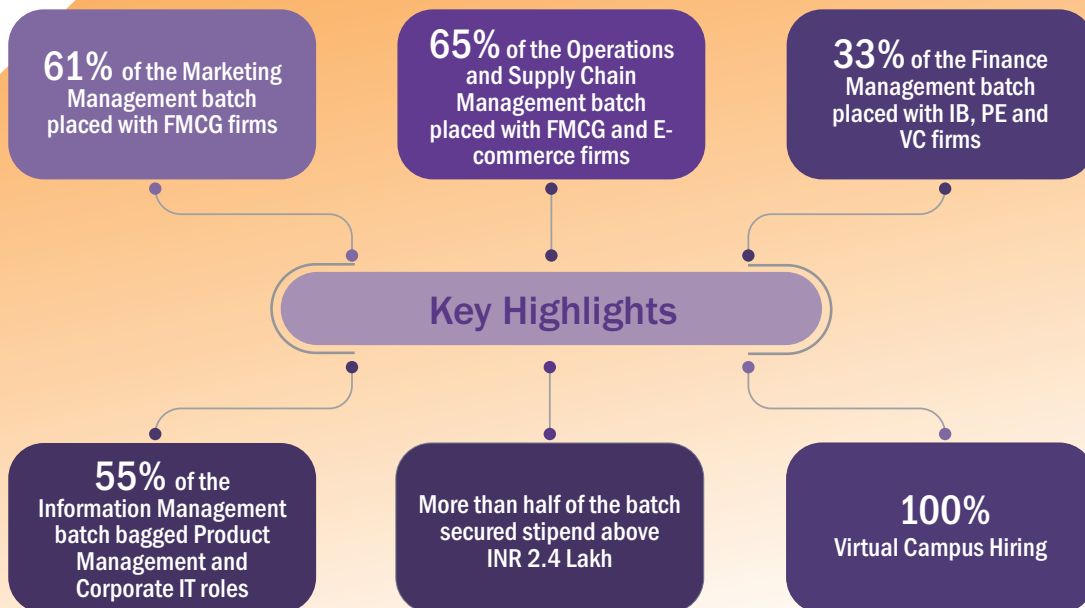 61% of the Marketing
Management batch
placed with FMCG firms
65% of the Operations
and Supply Chain
Management batch
placed with FMCG and E-
commerce firms
33% of the Finance
Management batch
placed with IB, PE and
VC firms
Key Highlights
55% of the
Information Management
batch bagged Product
Management and
Corporate IT roles
More than half of the batch
secured stipend above
INR 2.4 Lakh
100%
Virtual Campus Hiring